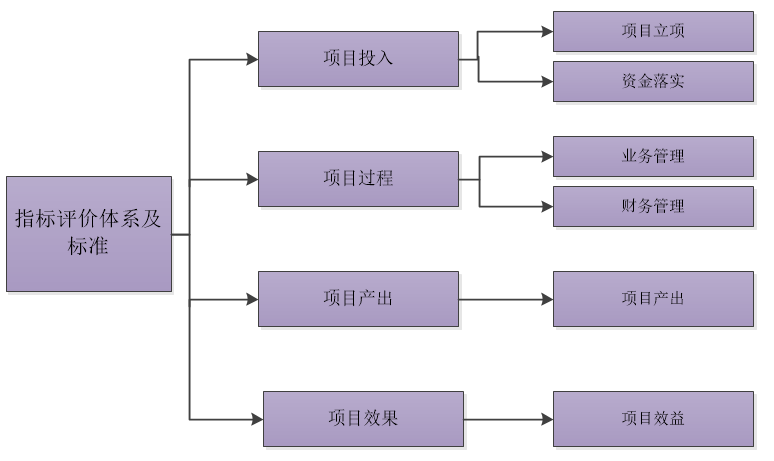 指标评价体系及
标准
项目投入
项目立项
资金落实
项目过程
业务管理
财务管理
项目产出
项目产出
项目效果
项目效益